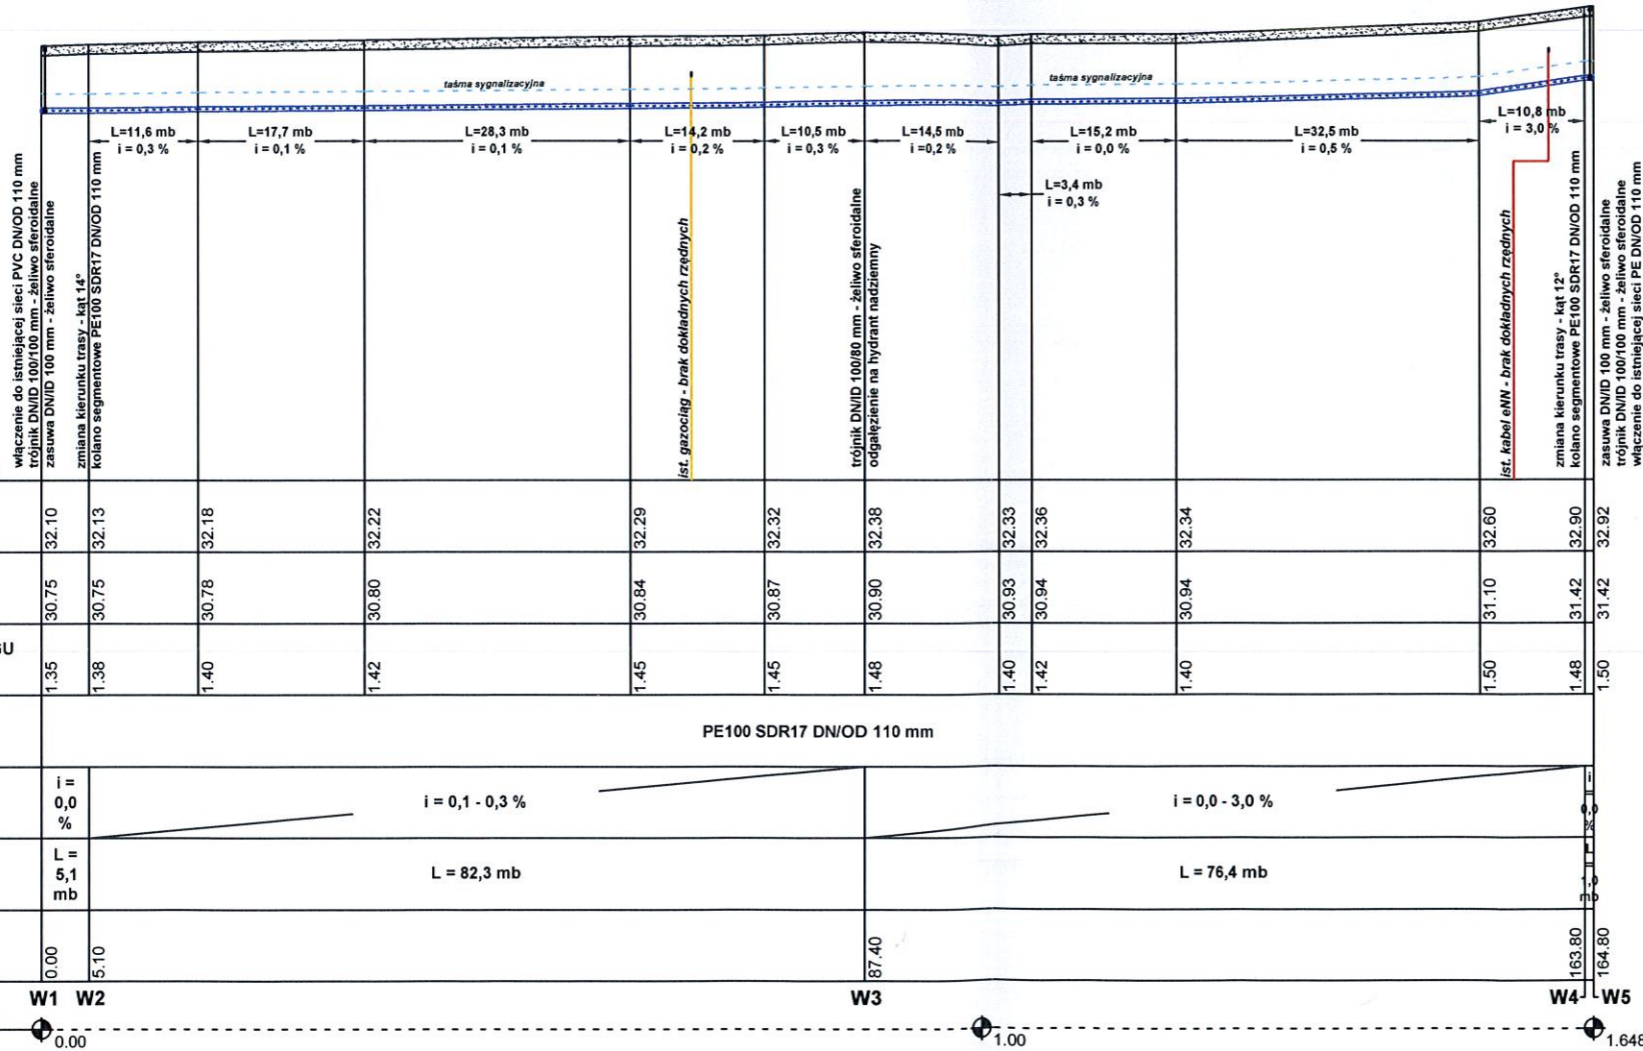 taśma sygnalizacyjna
taśma sygnalizacyjna
L=11,6 mb
i = 0,3 %
L=17,7 mb
i = 0,1 %
L=28,3 mb
i = 0,1 %
L=14,2 mb
i = 0,2 %
L=10,5 mb
i = 0,3 %
L=14,5 mb
i =0,2 %
L=3,4 mb
i = 0,3 %
L=15,2 mb
i = 0,0 %
L=32,5 mb
i = 0,5 %
L=10,8 mb
i = 3,0 %
włączenie do istniejącej sieci PVC DN/OD 110 mm
trójnik DN/ID 100/100 mm - żeliwo sferoidalne
zasuwa DN/ID 100 mm - żeliwo sferoidalne
zmiana kierunku trasy - kąt 14°
kolano segmentowe PE100 SDR17 DN/OD 110 mm
ist. gazociąg - brak dokładnych rzędnych
trójnik DN/ID 100/80 mm - żeliwo sferoidalne
odgałęzienie na hydrant nadziemny
ist. kabel eNN - brak dokładnych rzędnych
zmiana kierunku trasy - kąt 12°
kolano segmentowe PE100 SDR17 DN/OD 110 mm
zasuwa DN/ID 100 mm - żeliwo sferoidalne
trójnik DN/ID 100/100 mm - żeliwo sferoidalne
włączenie do istniejącej sieci PE DN/OD 110 mm
32.10 32.13 32.18 32.22 32.29 32.32 32.38 32.33 32.36 32.34 32.60 32.90 32.92
30.75 30.75 30.78 30.80 30.84 30.87 30.90 30.93 30.94 30.94 31.10 31.42 31.42
1.35 1.38 1.40 1.42 1.45 1.45 1.48 1.40 1.42 1.40 1.50 1.48 1.50
PE100 SDR17 DN/OD 110 mm
i =
0,0
%
i = 0,1 - 0,3 %
i = 0,0 - 3,0 %
i
=
0,0
%
L =
5,1
mb
L = 82,3 mb
L = 76,4 mb
L
=
1,0
mb
0.00 5.10 87.40 163.80 164.80
W1 W2 W3 W4 W5
0.00 1.00 1.648